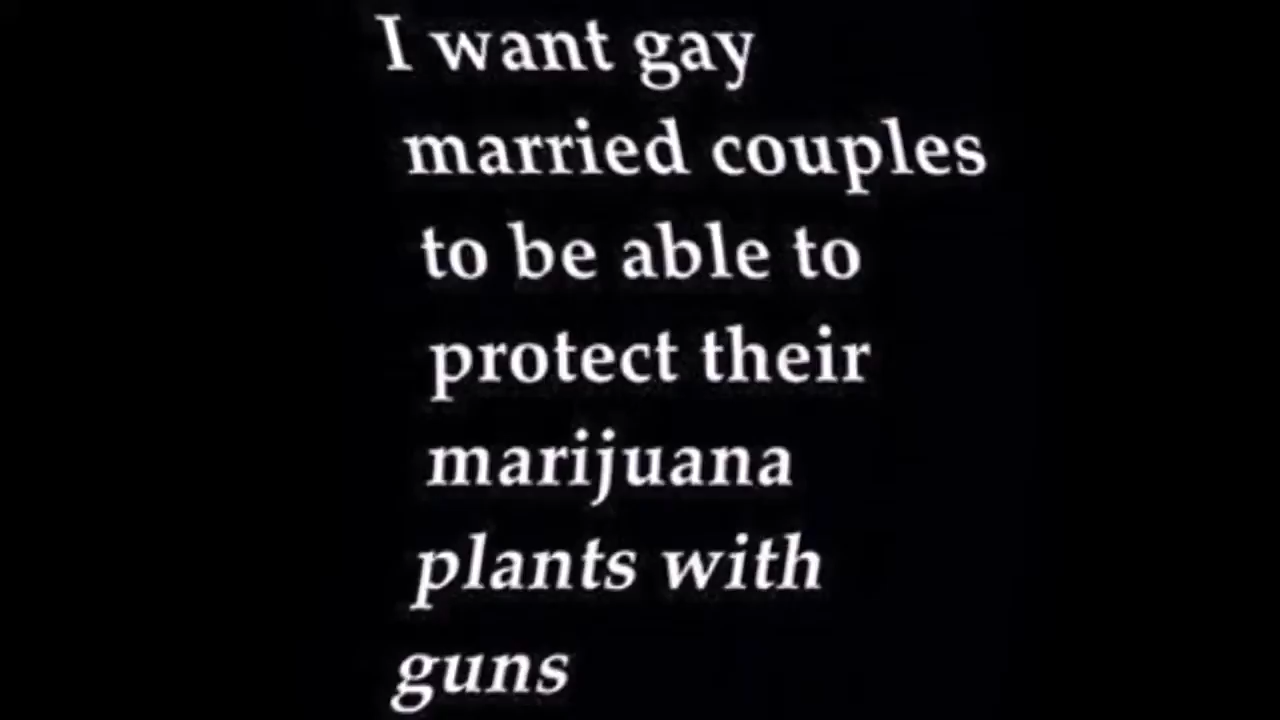 I want gay
married couples
to be able to
protect their
marijuana
plants with
guns